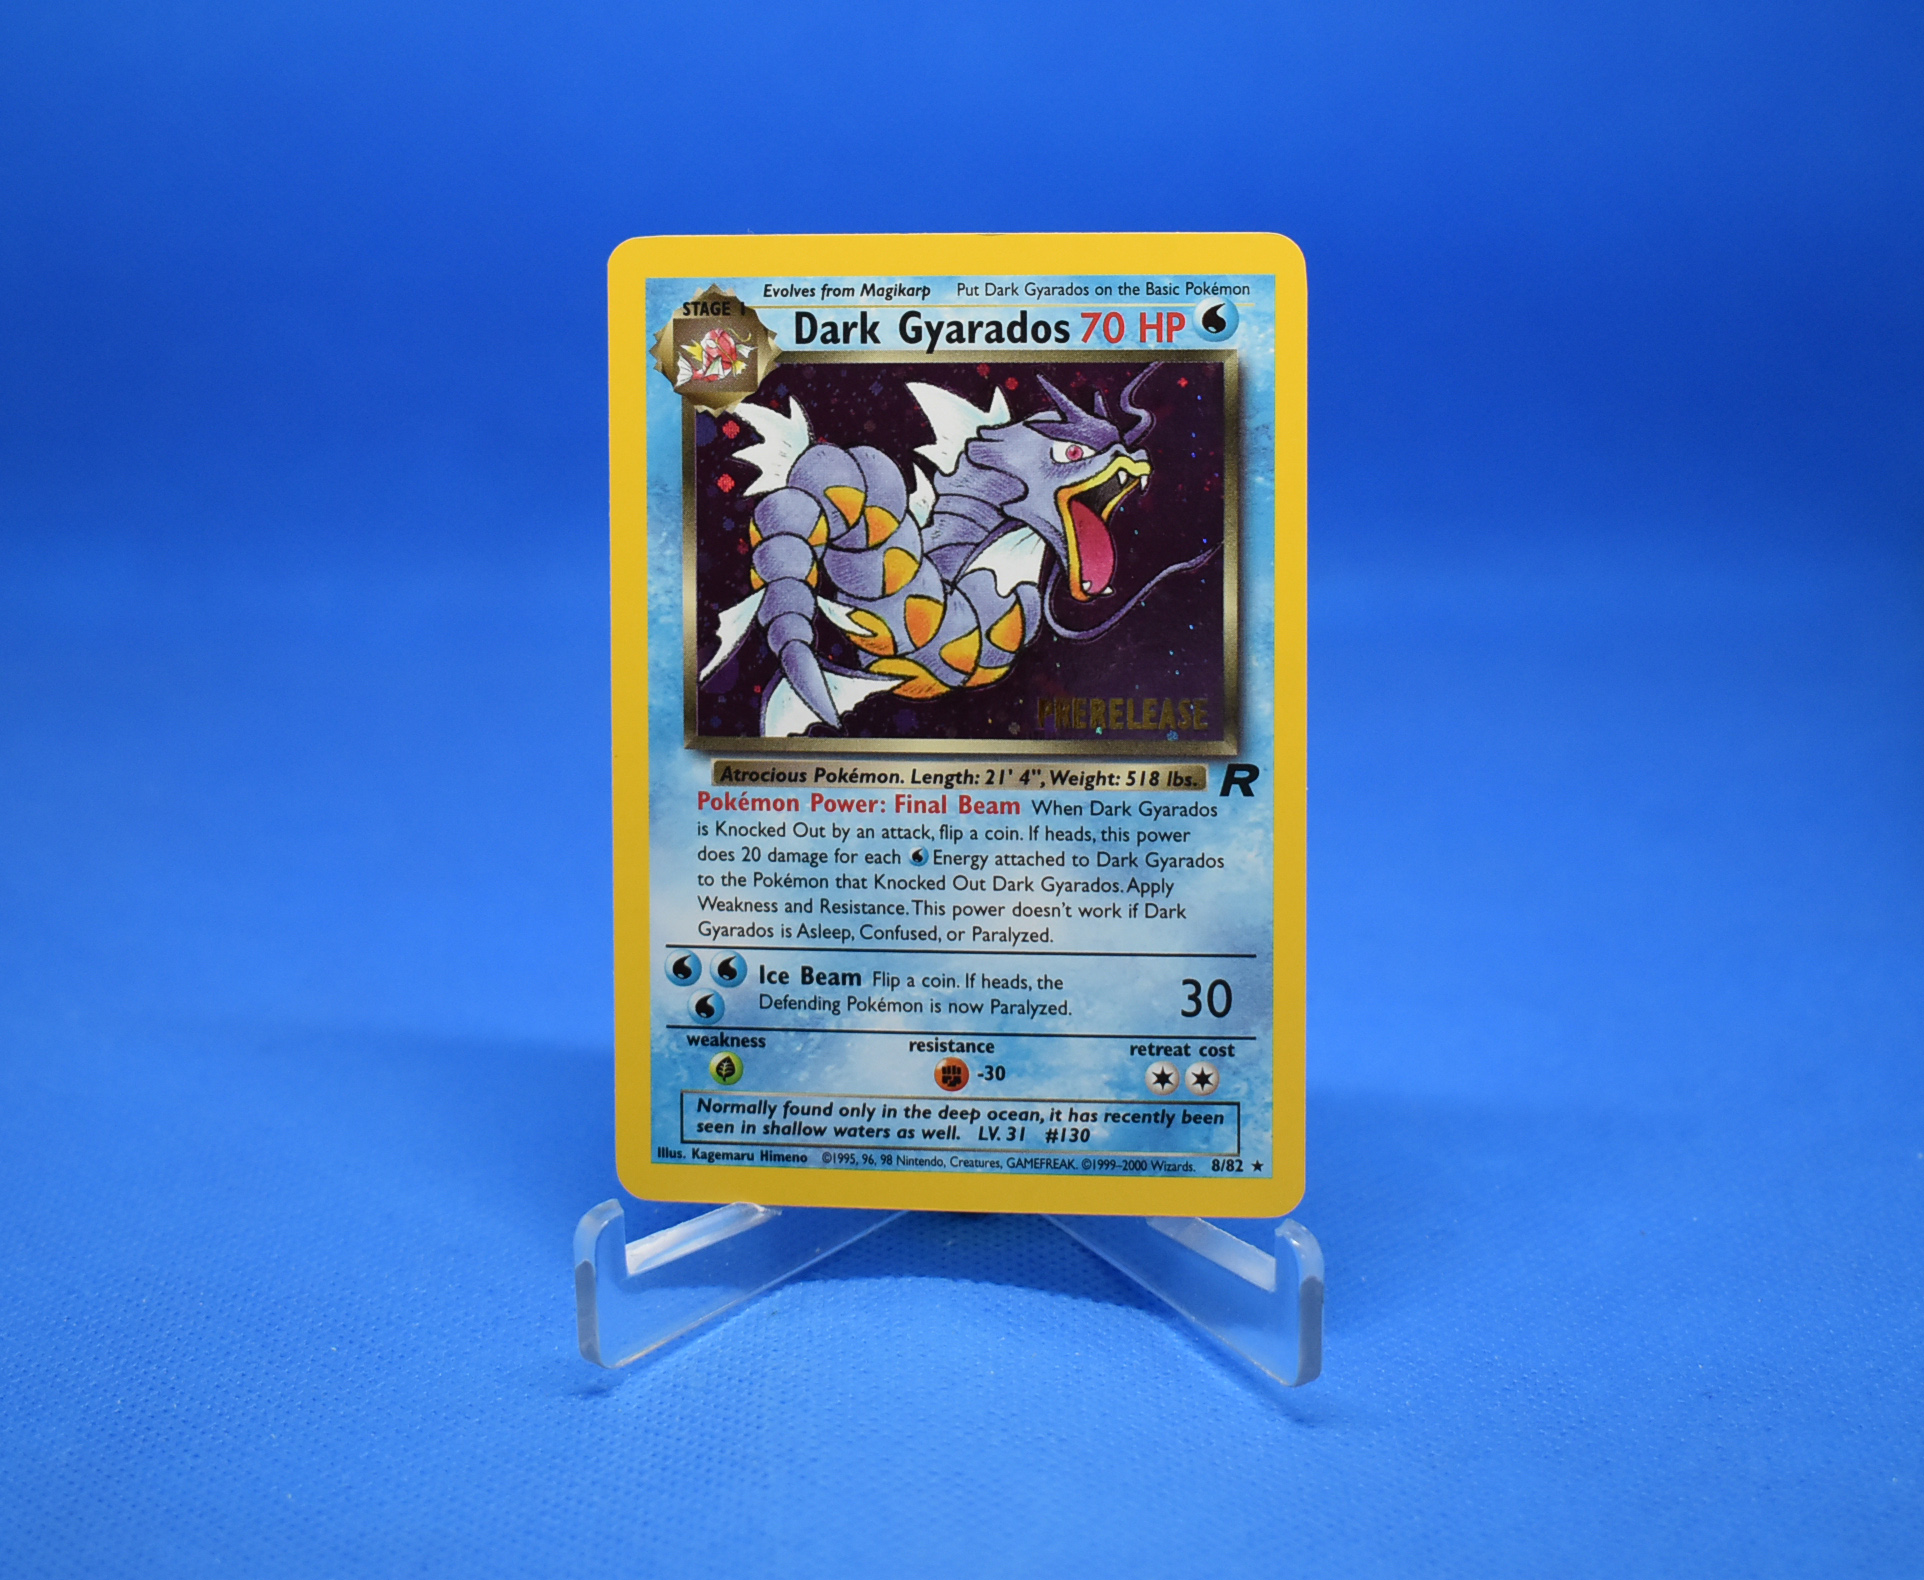 Evolves from Magikarp Put Dark Gyarados on the Basic Pokémon
STAGE 1
Dark Gyarados 70 HP
PRERELEASE
Atrocious Pokémon. Length: 21' 4", Weight: 518 lbs.
R
Pokémon Power: Final Beam When Dark Gyarados
is Knocked Out by an attack, flip a coin. If heads, this power
does 20 damage for each Energy attached to Dark Gyarados
to the Pokémon that Knocked Out Dark Gyarados. Apply
Weakness and Resistance. This power doesn't work if Dark
Gyarados is Asleep, Confused, or Paralyzed.
Ice Beam Flip a coin. If heads, the
Defending Pokémon is now Paralyzed.
30
weakness resistance retreat cost
-30
Normally found only in the deep ocean, it has recently been
seen in shallow waters as well. LV. 31 #130
Illus. Kagemaru Himeno ©1995, 96, 98 Nintendo, Creatures, GAMEFREAK. ©1999–2000 Wizards. 8/82 ★